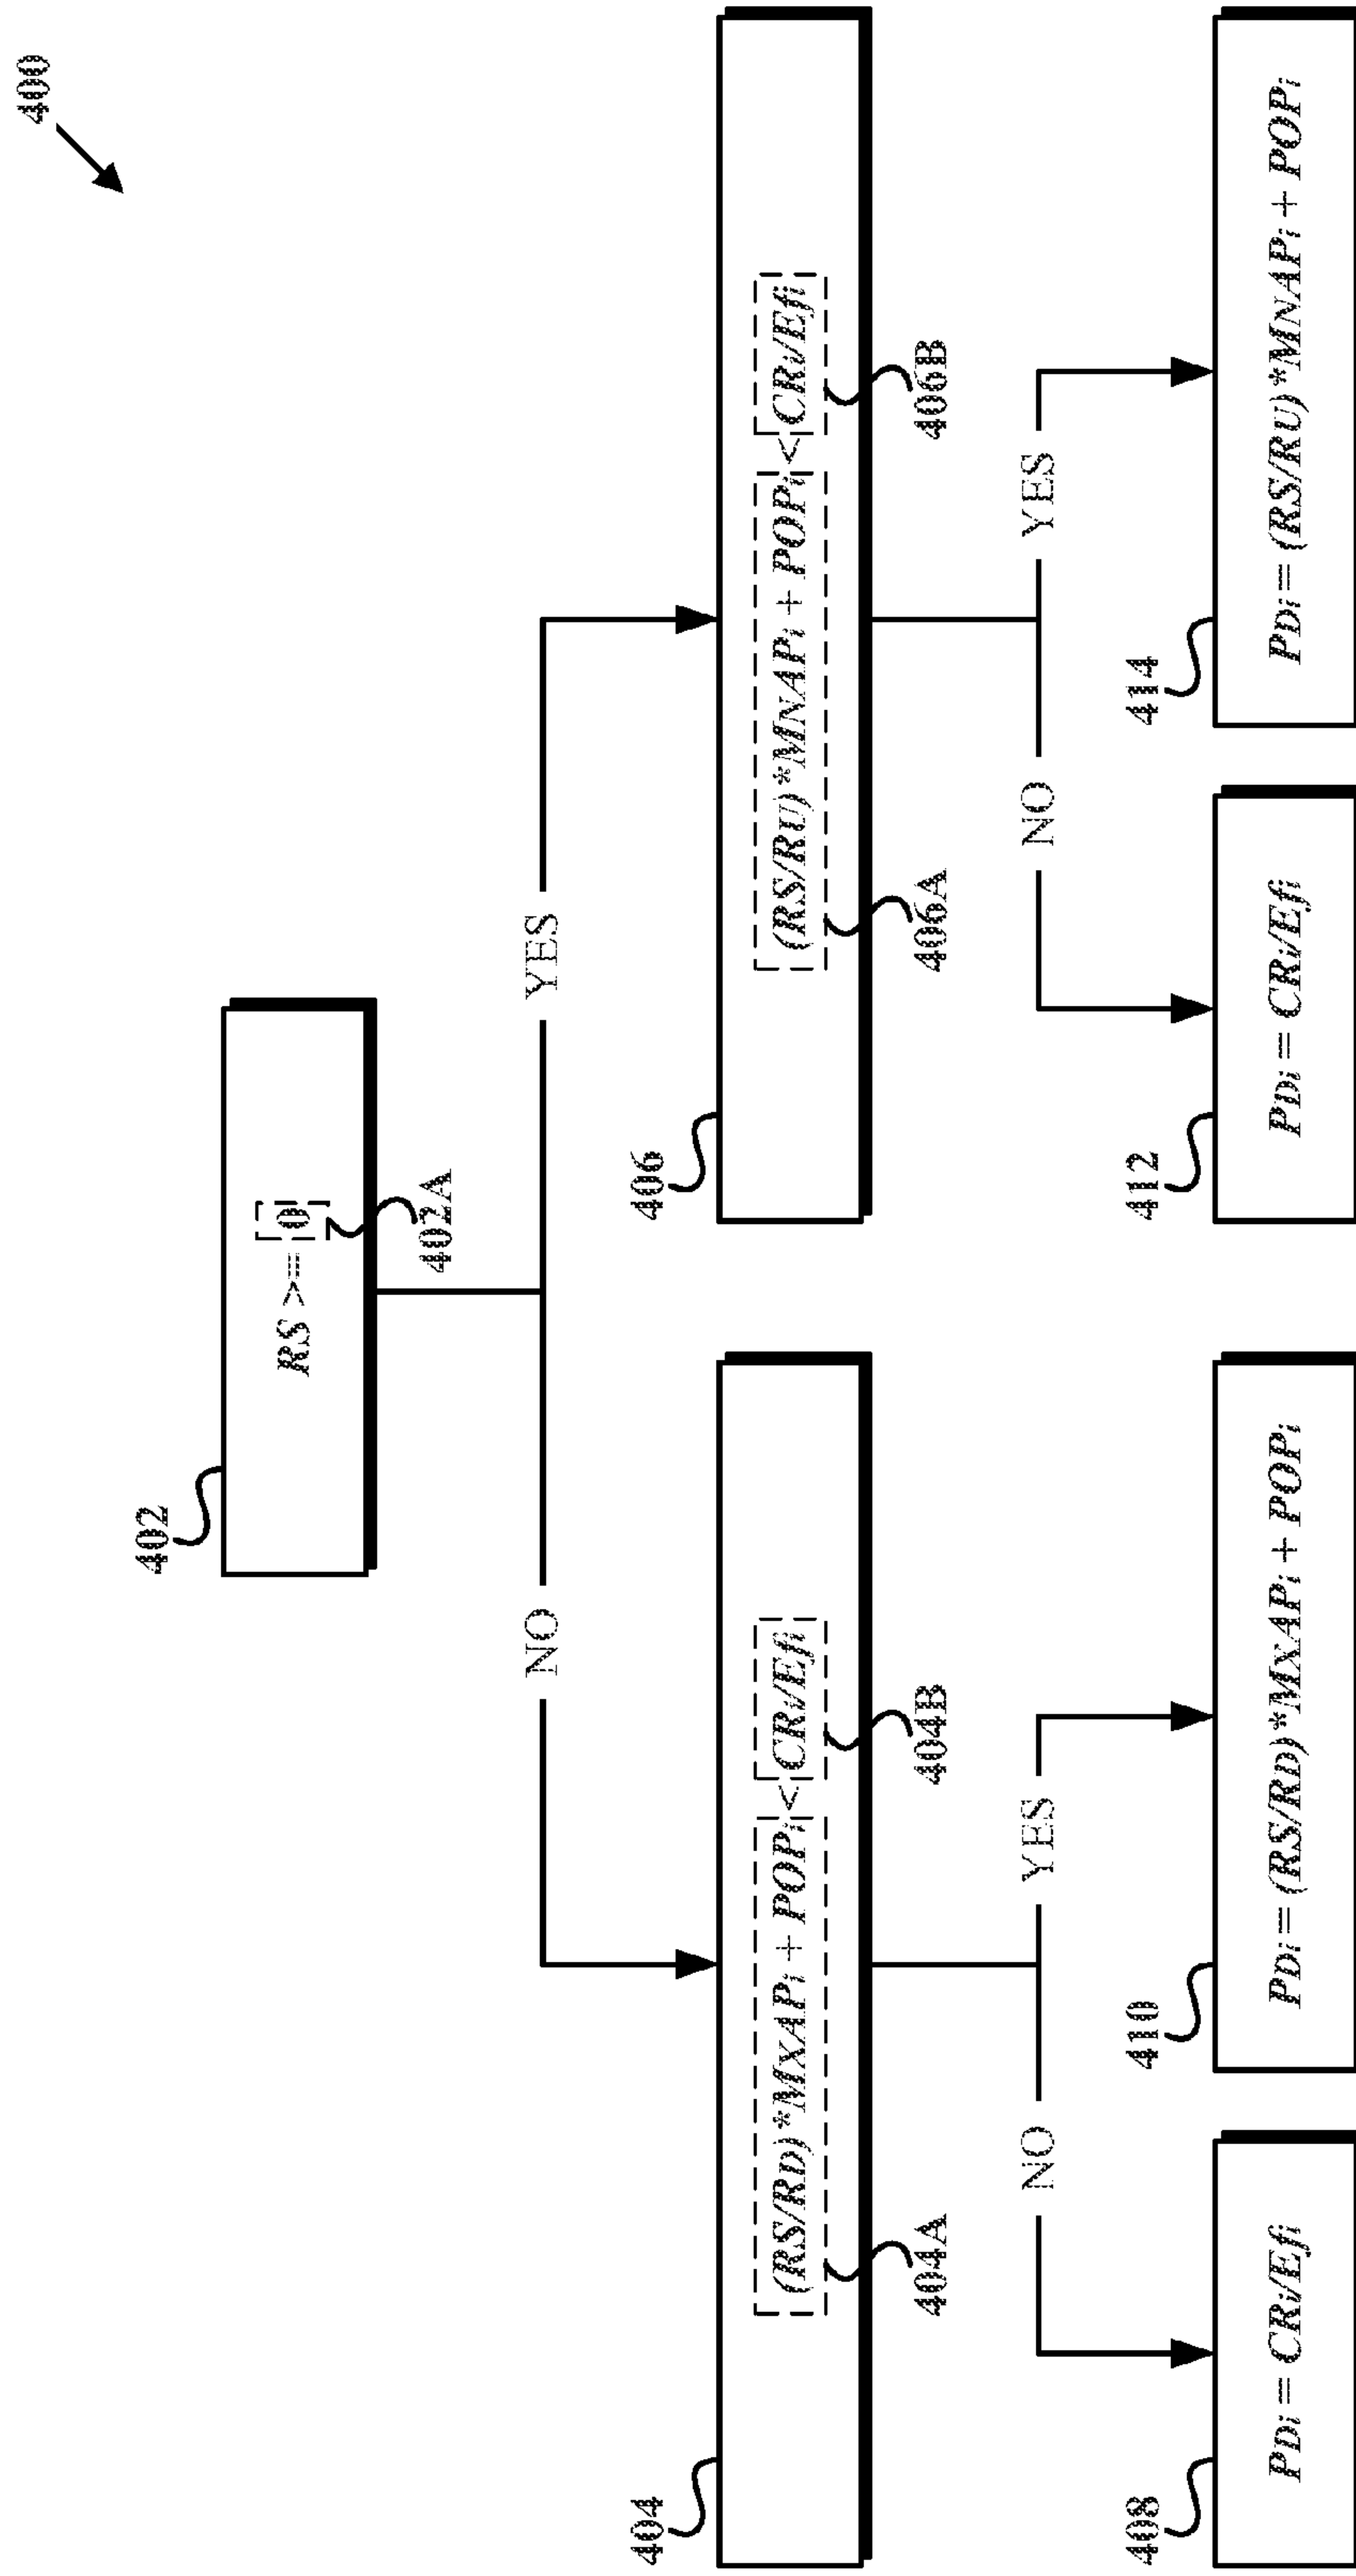 400
402
RS >= 0
402A
NO
YES
404
(RS/RD)*MXAPi + POPi < CRi/Efi
404A
404B
406
(RS/RU)*MNAPi + POPi < CRi/Efi
406A
406B
NO
YES
NO
YES
408
PDi = CRi/Efi
410
PDi = (RS/RD)*MXAPi + POPi
412
PDi = CRi/Efi
414
PDi = (RS/RU)*MNAPi + POPi